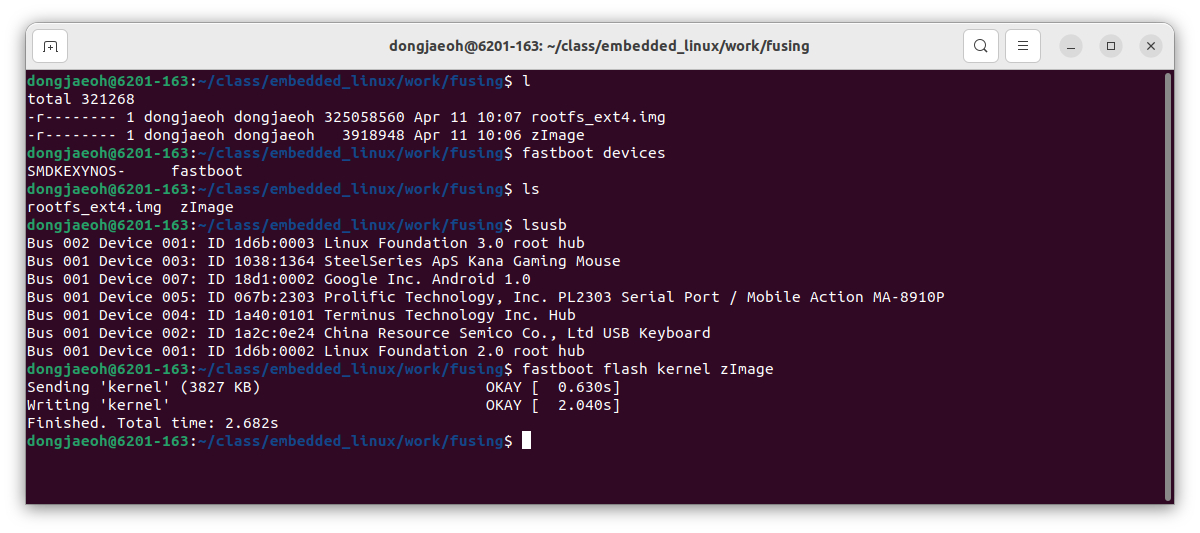 dongjaeoh@6201-163: ~/class/embedded_linux/work/fusing
dongjaeoh@6201-163:~/class/embedded_linux/work/fusing$ l
total 321268
-r-------- 1 dongjaeoh dongjaeoh 325058560 Apr 11 10:07 rootfs_ext4.img
-r-------- 1 dongjaeoh dongjaeoh   3918948 Apr 11 10:06 zImage
dongjaeoh@6201-163:~/class/embedded_linux/work/fusing$ fastboot devices
SMDKEXYNOS-     fastboot
dongjaeoh@6201-163:~/class/embedded_linux/work/fusing$ ls
rootfs_ext4.img  zImage
dongjaeoh@6201-163:~/class/embedded_linux/work/fusing$ lsusb
Bus 002 Device 001: ID 1d6b:0003 Linux Foundation 3.0 root hub
Bus 001 Device 003: ID 1038:1364 SteelSeries ApS Kana Gaming Mouse
Bus 001 Device 007: ID 18d1:0002 Google Inc. Android 1.0
Bus 001 Device 005: ID 067b:2303 Prolific Technology, Inc. PL2303 Serial Port / Mobile Action MA-8910P
Bus 001 Device 004: ID 1a40:0101 Terminus Technology Inc. Hub
Bus 001 Device 002: ID 1a2c:0e24 China Resource Semico Co., Ltd USB Keyboard
Bus 001 Device 001: ID 1d6b:0002 Linux Foundation 2.0 root hub
dongjaeoh@6201-163:~/class/embedded_linux/work/fusing$ fastboot flash kernel zImage
Sending 'kernel' (3827 KB)                         OKAY [  0.630s]
Writing 'kernel'                                   OKAY [  2.040s]
Finished. Total time: 2.682s
dongjaeoh@6201-163:~/class/embedded_linux/work/fusing$